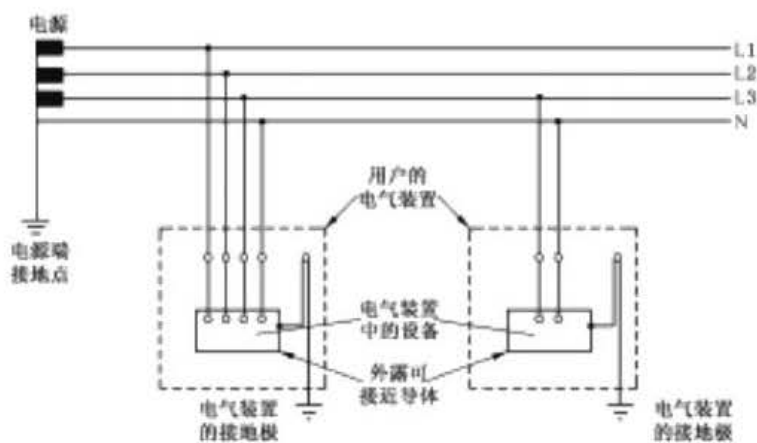 电源
L1
L2
L3
N
用户的
电气装置
电源端
接地点
电气装置
中的设备
外露可
接近导体
电气装置
的接地极
电气装置
的接地极